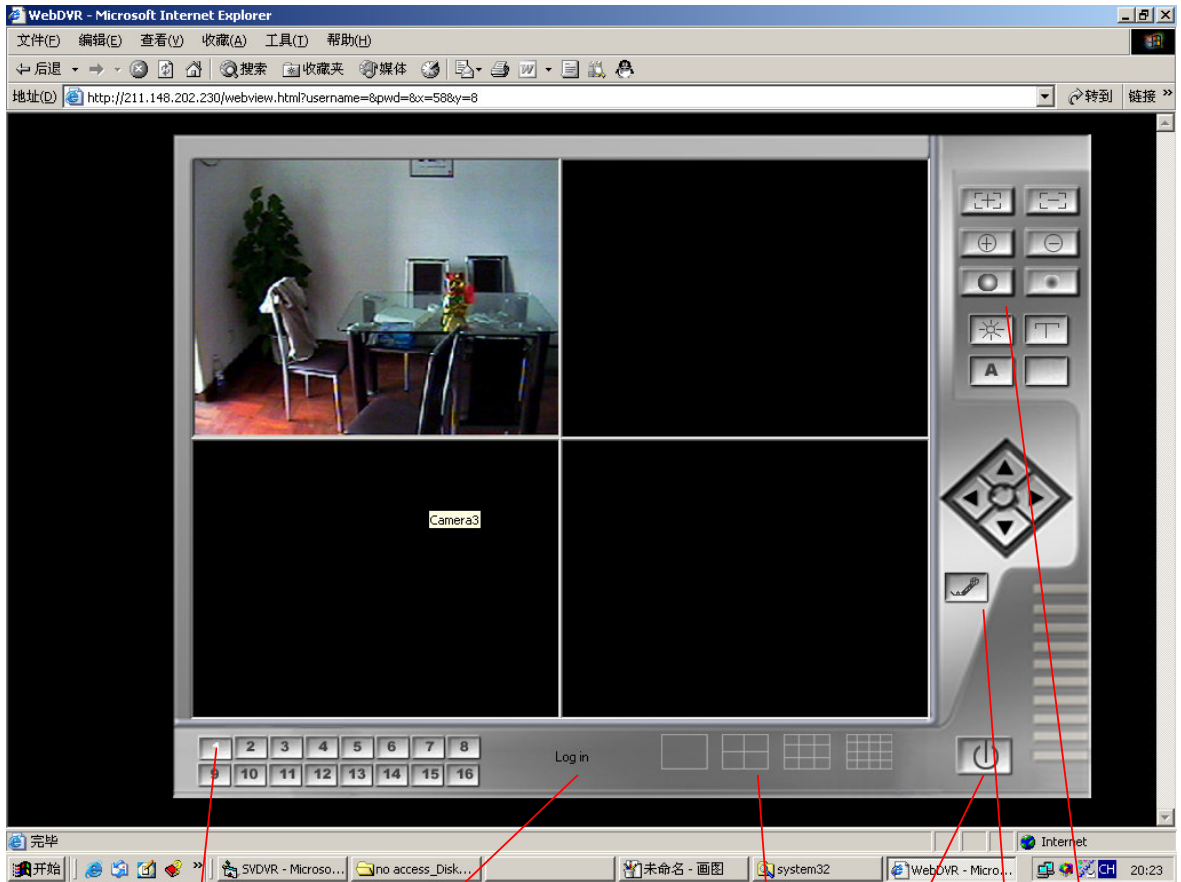 WebDVR - Microsoft Internet Explorer
文件(F) 编辑(E) 查看(V) 收藏(A) 工具(T) 帮助(H)
后退 搜索 收藏夹 媒体
地址(D) http://211.148.202.230/webview.html?username=&pwd=&x=58&y=8 转到 链接 »
A
Camera3
2 3 4 5 6 7 8
Log in
9 10 11 12 13 14 15 16
完毕 Internet
开始 » SVDVR - Microso... no access_Disk... 未命名 - 画图 system32 WebDVR - Micro... CH 20:23